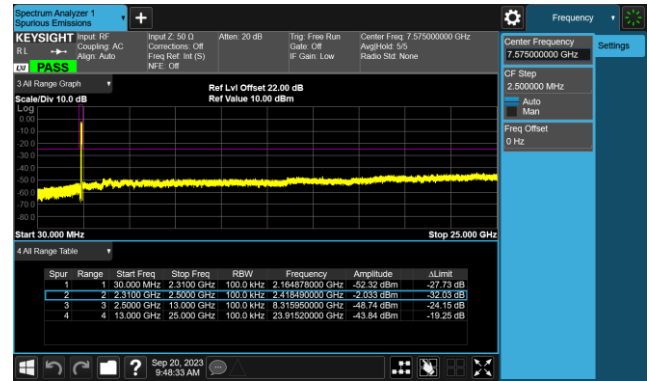 Spectrum Analyzer 1
Spurious Emissions
Frequency
KEYSIGHT
RL
Input: RF
Coupling: AC
Align: Auto
Input Z: 50 Ω
Corrections: Off
Freq Ref: Int (S)
NFE: Off
Atten: 20 dB
Trig: Free Run
Gate: Off
IF Gain: Low
Center Freq: 7.575000000 GHz
Avg|Hold: 5/5
Radio Std: None
LXI PASS
3 All Range Graph
Scale/Div 10.0 dB
Ref Lvl Offset 22.00 dB
Ref Value 10.00 dBm
Log
0.00
-10.0
-20.0
-30.0
-40.0
-50.0
-60.0
-70.0
-80.0
Start 30.000 MHz
Stop 25.000 GHz
4 All Range Table
Spur Range Start Freq Stop Freq RBW Frequency Amplitude ΔLimit
1 1 30.000 MHz 2.3100 GHz 100.0 kHz 2.164878000 GHz -52.32 dBm -27.73 dB
2 2 2.3100 GHz 2.5000 GHz 100.0 kHz 2.418490000 GHz -2.033 dBm -32.03 dB
3 3 2.5000 GHz 13.000 GHz 100.0 kHz 8.315950000 GHz -48.74 dBm -24.15 dB
4 4 13.000 GHz 25.000 GHz 100.0 kHz 23.91520000 GHz -43.84 dBm -19.25 dB
Sep 20, 2023
9:48:33 AM
?
Center Frequency
7.575000000 GHz
CF Step
2.500000 MHz
Auto
Man
Freq Offset
0 Hz
Settings